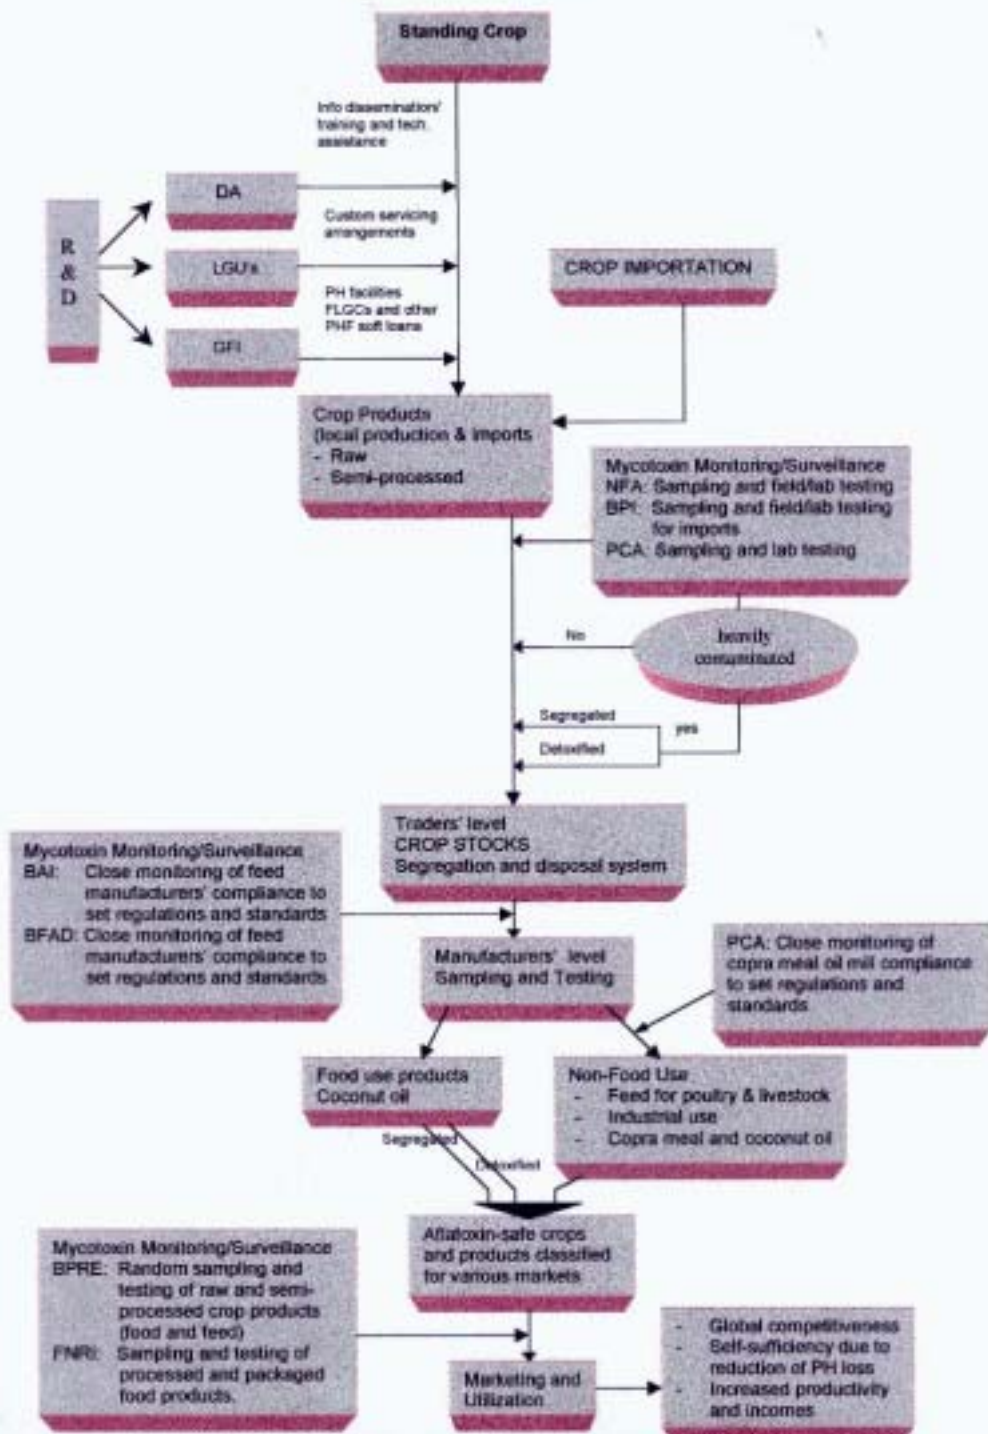 Standing Crop
Info dissemination/
training and tech.
assistance
R
&
D
DA
Custom servicing
arrangements
LGU's
CROP IMPORTATION
PH facilities
FLGCs and other
PHF soft loans
GFI
Crop Products
(local production & imports
- Raw
- Semi-processed
Mycotoxin Monitoring/Surveillance
NFA: Sampling and field/lab testing
BPI: Sampling and field/lab testing
for imports
PCA: Sampling and lab testing
No
heavily
contaminated
Segregated
yes
Detoxified
Traders' level
CROP STOCKS
Segregation and disposal system
Mycotoxin Monitoring/Surveillance
BAI: Close monitoring of feed
manufacturers' compliance to
set regulations and standards
BFAD: Close monitoring of feed
manufacturers' compliance to
set regulations and standards
Manufacturers' level
Sampling and Testing
PCA: Close monitoring of
copra meal oil mill compliance
to set regulations and
standards
Food use products
Coconut oil
Non-Food Use
- Feed for poultry & livestock
- Industrial use
- Copra meal and coconut oil
Segregated
Detoxified
Aflatoxin-safe crops
and products classified
for various markets
Mycotoxin Monitoring/Surveillance
BPRE: Random sampling and
testing of raw and semi-
processed crop products
(food and feed)
FNRI: Sampling and testing of
processed and packaged
food products.
Marketing and
Utilization
- Global competitiveness
- Self-sufficiency due to
reduction of PH loss
- Increased productivity
and incomes